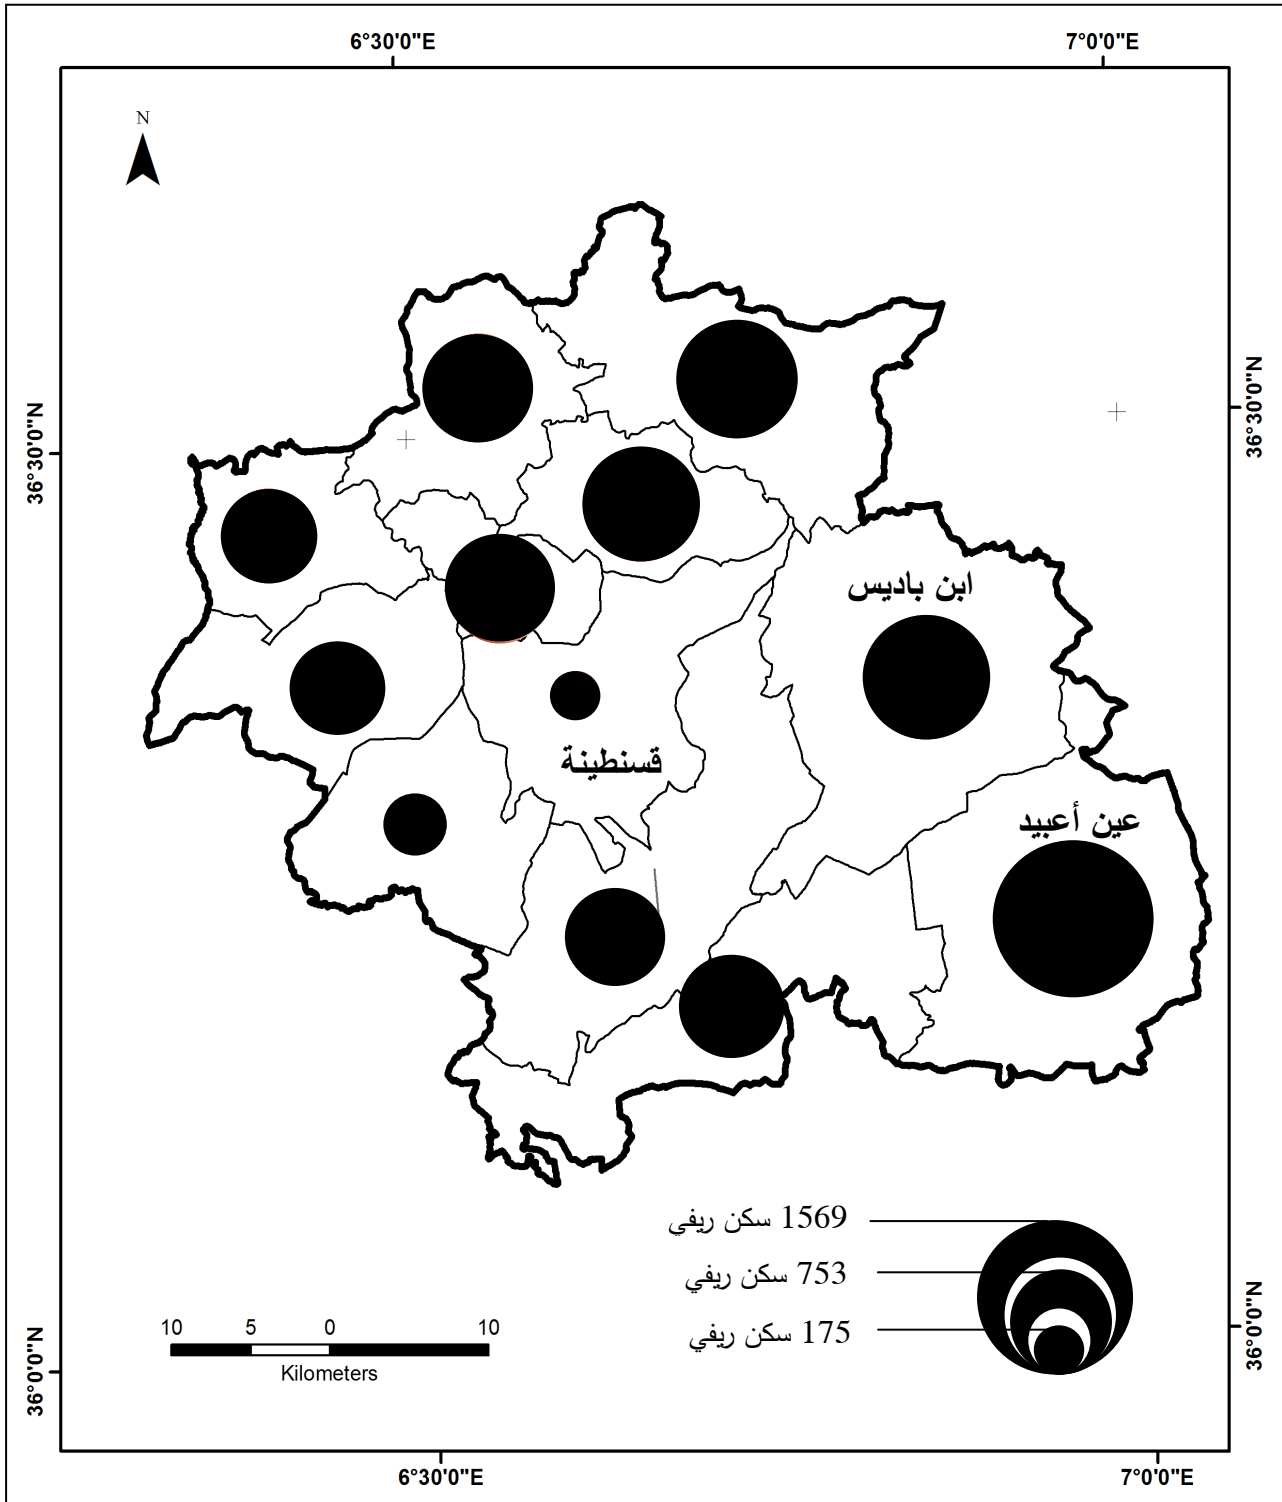 6°30'0"E
7°0'0"E
N
36°30'0"N
36°30'0"N
ابن باديس
قسنطينة
عين أعبيد
1569 سكن ريفي
753 سكن ريفي
175 سكن ريفي
10 5 0 10
Kilometers
36°0'0"N
36°0'0"N
6°30'0"E
7°0'0"E